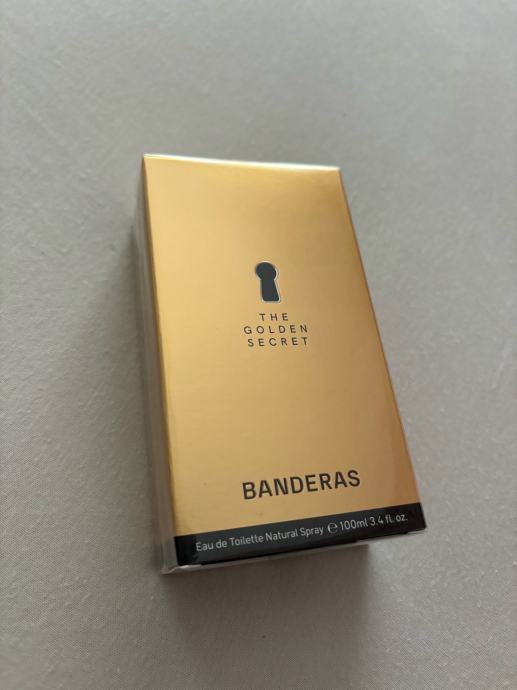 THE
GOLDEN
SECRET
BANDERAS
Eau de Toilette Natural Spray ℮ 100ml 3.4 fl. oz.